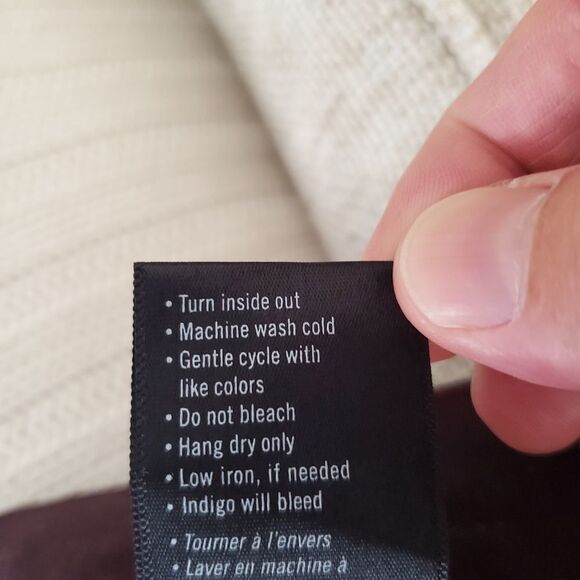 • Turn inside out
• Machine wash cold
• Gentle cycle with
like colors
• Do not bleach
• Hang dry only
• Low iron, if needed
• Indigo will bleed
• Tourner à l'envers
• Laver en machine à